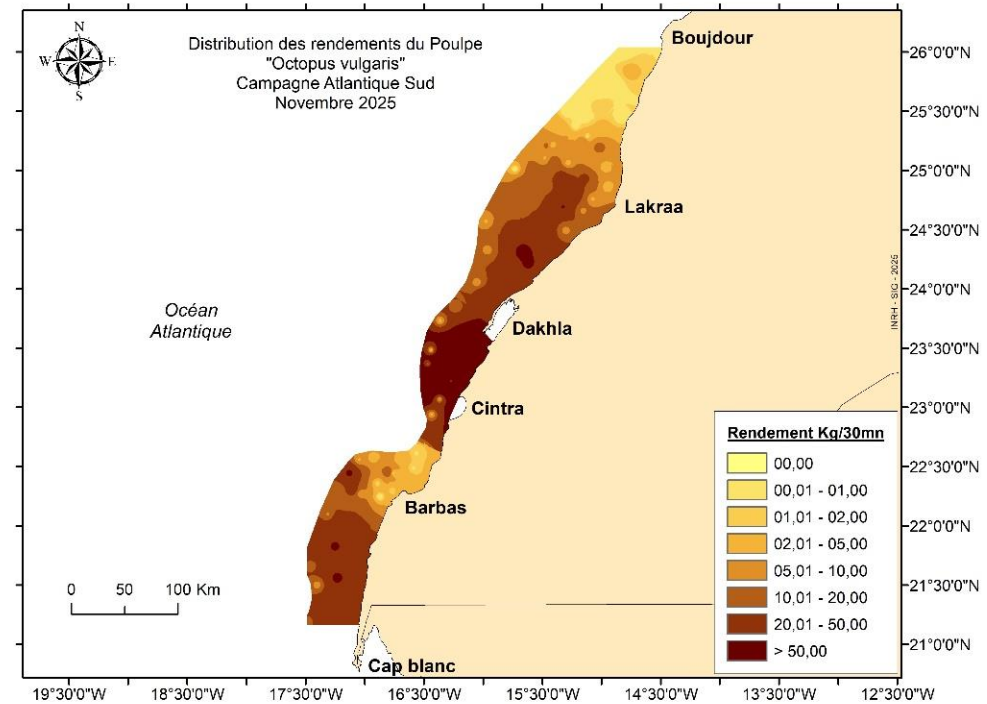 N
W
E
S
Distribution des rendements du Poulpe
"Octopus vulgaris"
Campagne Atlantique Sud
Novembre 2025
Boujdour
Lakraa
Dakhla
Cintra
Barbas
Cap blanc
Océan
Atlantique
0 50 100 Km
26°0'0"N
25°30'0"N
25°0'0"N
24°30'0"N
24°0'0"N
23°30'0"N
23°0'0"N
22°30'0"N
22°0'0"N
21°30'0"N
21°0'0"N
INRH - SIG - 2025
Rendement Kg/30mn
00,00
00,01 - 01,00
01,01 - 02,00
02,01 - 05,00
05,01 - 10,00
10,01 - 20,00
20,01 - 50,00
> 50,00
19°30'0"W 18°30'0"W 17°30'0"W 16°30'0"W 15°30'0"W 14°30'0"W 13°30'0"W 12°30'0"W